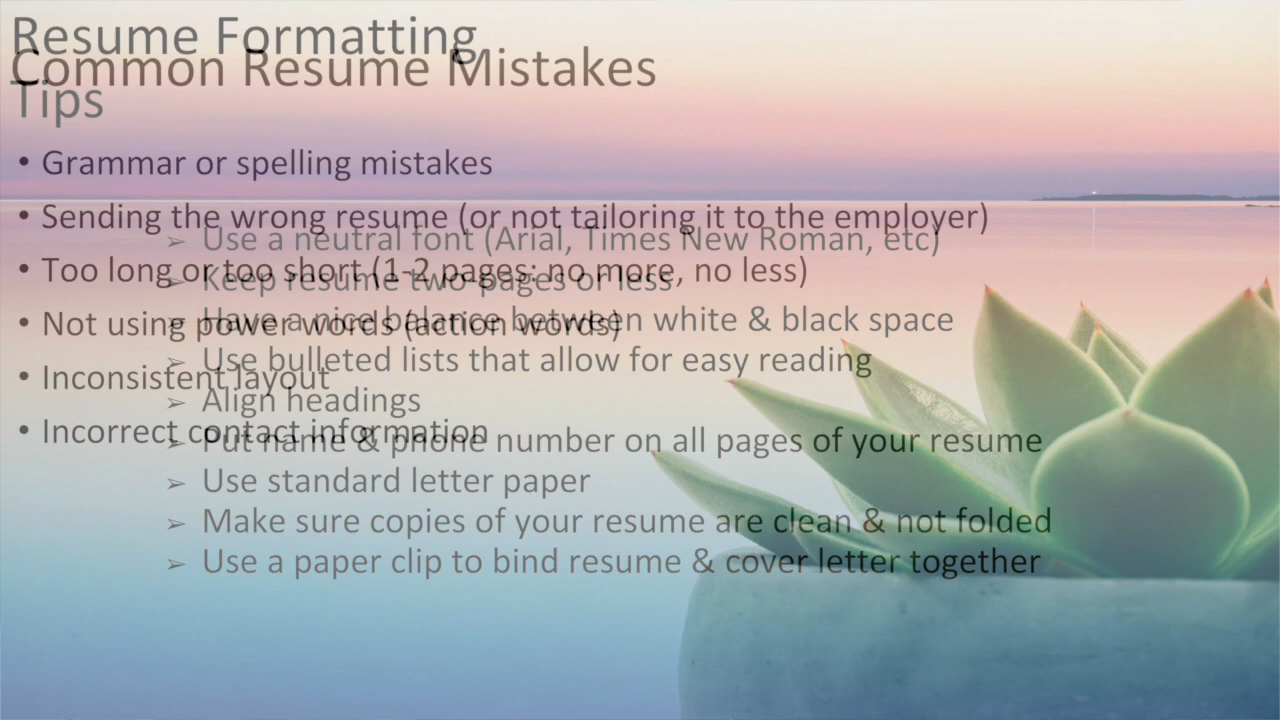 Resume Formatting
Tips
Common Resume Mistakes
• Grammar or spelling mistakes
• Sending the wrong resume (or not tailoring it to the employer)
• Too long or too short (1-2 pages: no more, no less)
• Not using power words (action words)
• Inconsistent layout
• Incorrect contact information
➢ Use a neutral font (Arial, Times New Roman, etc)
➢ Keep resume two-pages or less
➢ Have a nice balance between white & black space
➢ Use bulleted lists that allow for easy reading
➢ Align headings
➢ Put name & phone number on all pages of your resume
➢ Use standard letter paper
➢ Make sure copies of your resume are clean & not folded
➢ Use a paper clip to bind resume & cover letter together